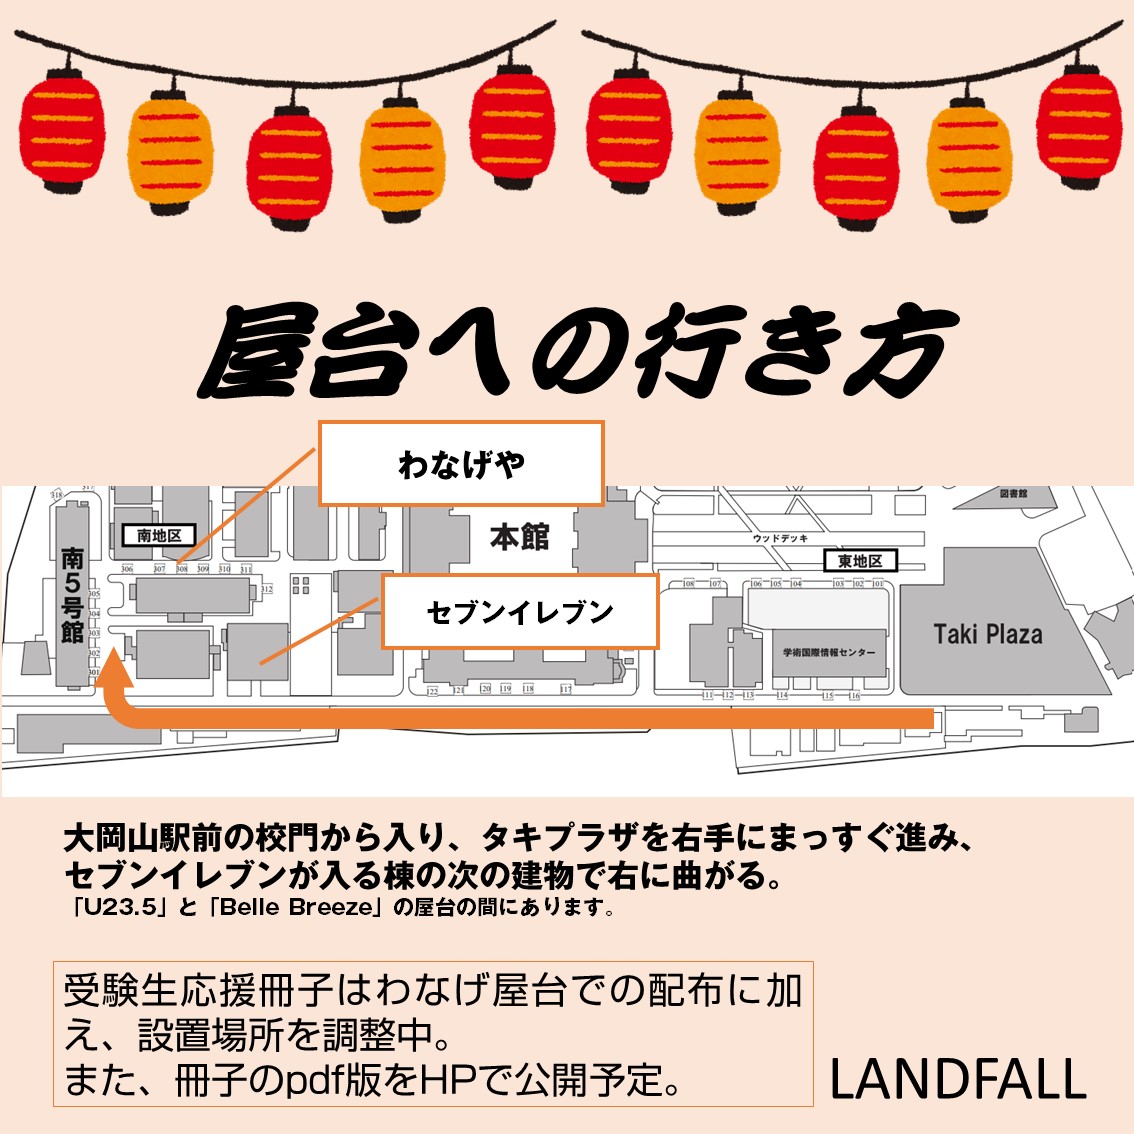 屋台への行き方
わなげや
図書館
318
南地区
本館
ウッドデッキ
東地区
南5号館
306 307 308 309 310 311
312
305
304
303
302
301
セブンイレブン
108 107 106 105 104 103 102 101
Taki Plaza
学術国際情報センター
122 121 120 119 118 117
111 112 113 114 115 116
大岡山駅前の校門から入り、タキプラザを右手にまっすぐ進み、
セブンイレブンが入る棟の次の建物で右に曲がる。
「U23.5」と「Belle Breeze」の屋台の間にあります。
受験生応援冊子はわなげ屋台での配布に加
え、設置場所を調整中。
また、冊子のpdf版をHPで公開予定。
LANDFALL